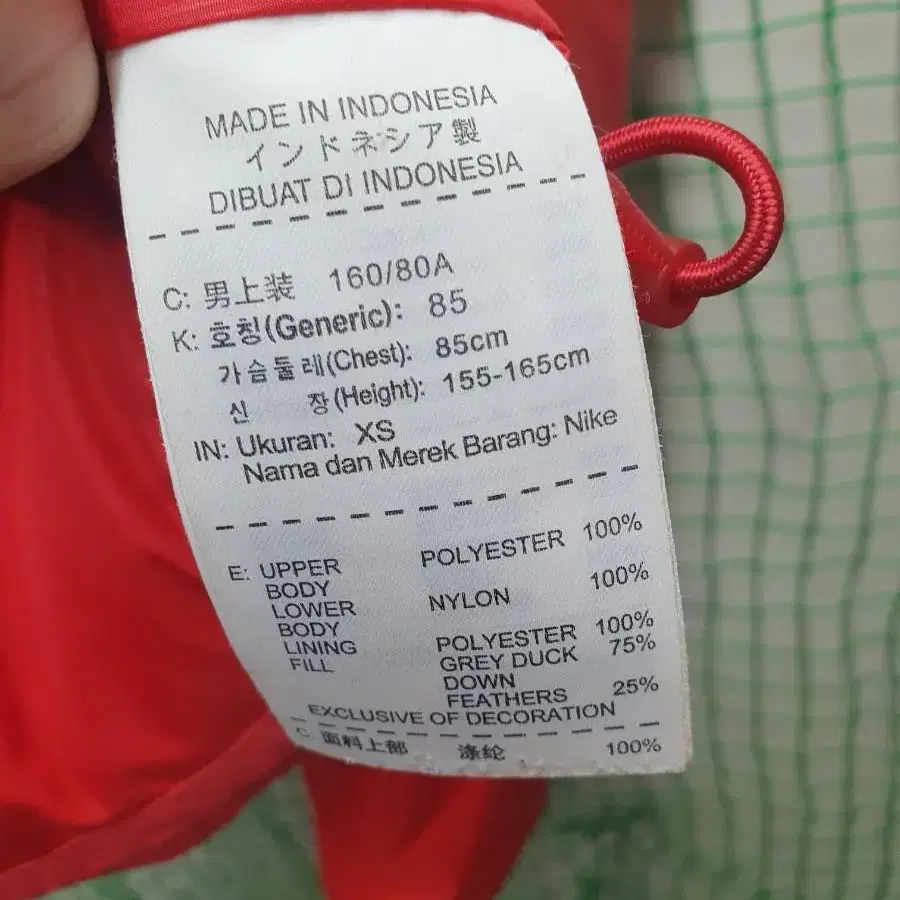 MADE IN INDONESIA
インドネシア製
DIBUAT DI INDONESIA
C: 男上装 160/80A
K: 호칭(Generic): 85
가슴둘레(Chest): 85cm
신 장(Height): 155-165cm
IN: Ukuran: XS
Nama dan Merek Barang: Nike
E: UPPER BODY POLYESTER 100%
LOWER BODY NYLON 100%
LINING POLYESTER 100%
FILL GREY DUCK DOWN 75%
FEATHERS 25%
EXCLUSIVE OF DECORATION
C: 面料上部 涤纶 100%